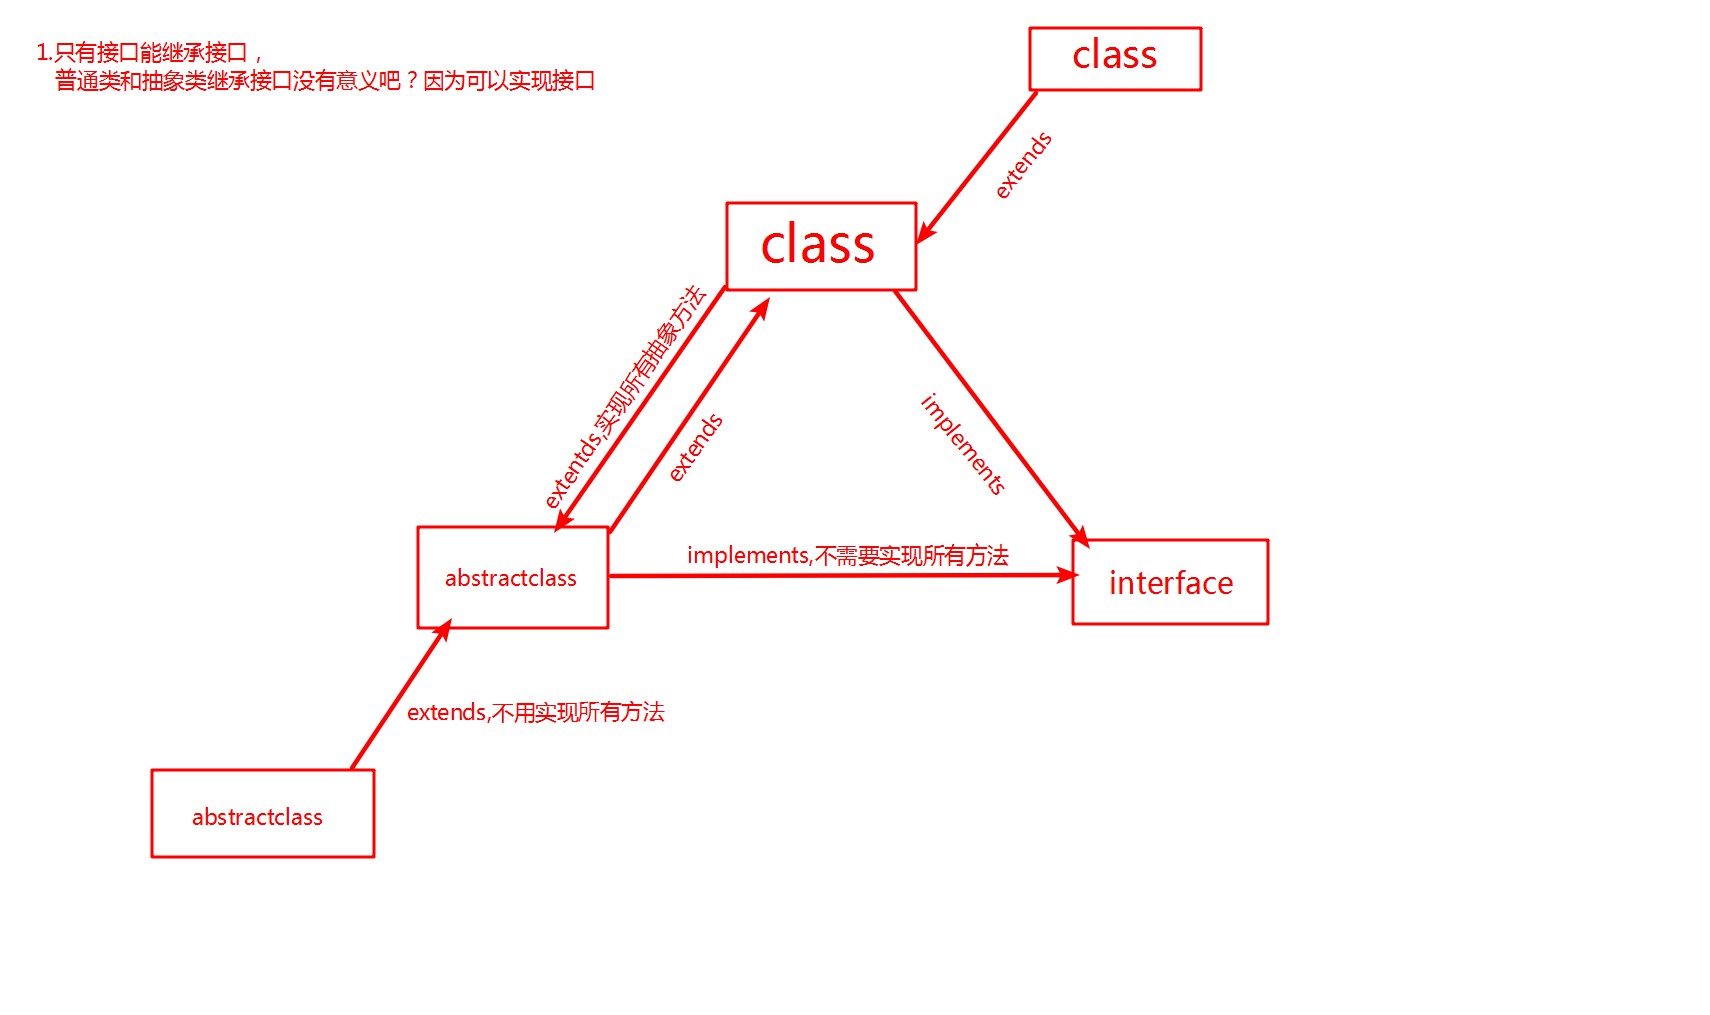 1.只有接口能继承接口，
普通类和抽象类继承接口没有意义吧？因为可以实现接口
class
extends
class
extentds,实现所有抽象方法
extends
implements
implements,不需要实现所有方法
abstractclass
interface
extends,不用实现所有方法
abstractclass